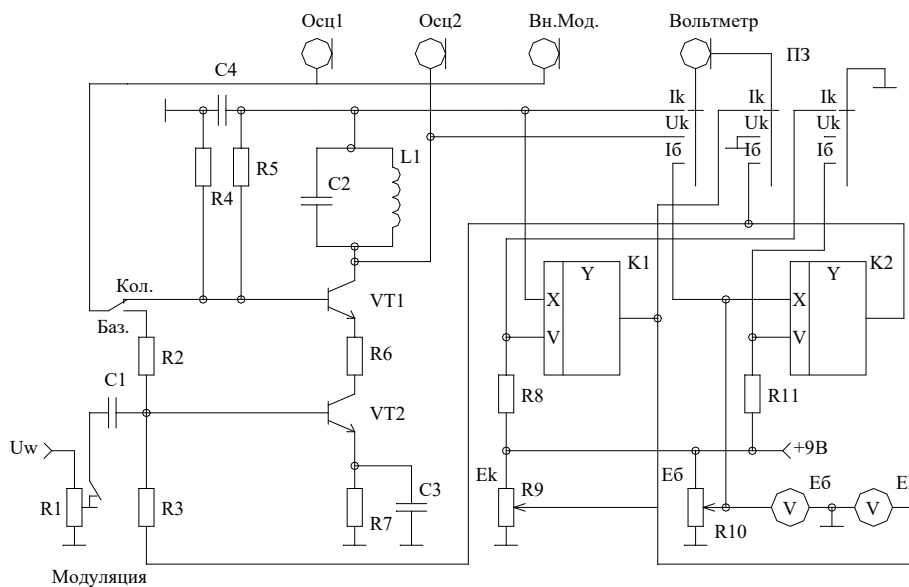 Осц1 Осц2 Вн.Мод. Вольтметр
ПЗ
C4
Ik Ik Ik
Uk Uk Uk
Iб Iб Iб
R4 R5 C2 L1
Кол.
Баз.
VT1
K1 Y X V
K2 Y X V
R2
R6
C1
VT2
R8
R11
Uw
+9В
R1
R3
R7
C3
Ek
R9
Eб
R10
V
Eб
V
E
Модуляция